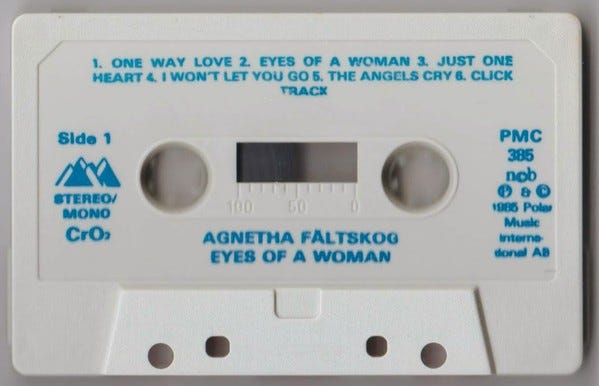 1. ONE WAY LOVE 2. EYES OF A WOMAN 3. JUST ONE
HEART 4. I WON'T LET YOU GO 5. THE ANGELS CRY 6. CLICK
TRACK
Side 1
STEREO/
MONO
CrO₂
100 50 0
PMC
385
ncb
℗ & ©
1985 Polar
Music
Interna-
tional AB
AGNETHA FÄLTSKOG
EYES OF A WOMAN